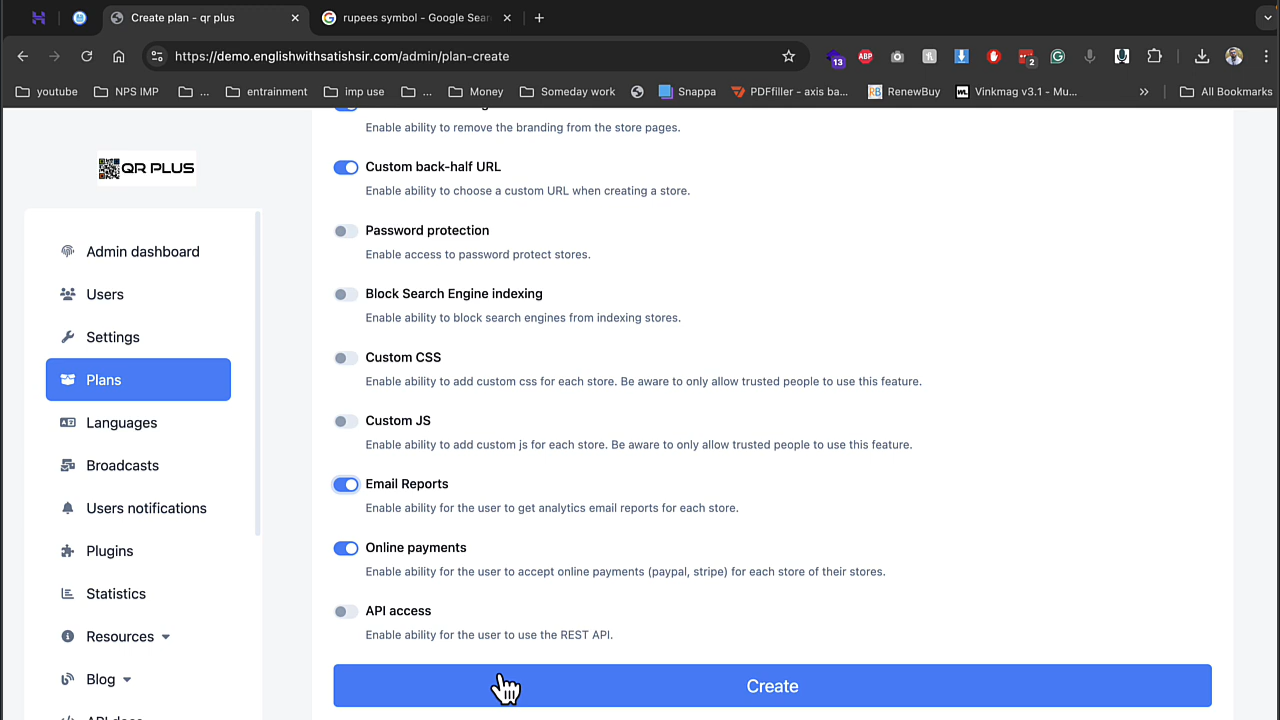 Create plan - qr plus
rupees symbol - Google Sear
https://demo.englishwithsatishsir.com/admin/plan-create
13
ABP
2
youtube
NPS IMP
...
entrainment
imp use
...
Money
Someday work
Snappa
PDFfiller - axis ba...
RenewBuy
Vinkmag v3.1 - Mu...
All Bookmarks
QR PLUS
Admin dashboard
Users
Settings
Plans
Languages
Broadcasts
Users notifications
Plugins
Statistics
Resources
Blog
Enable ability to remove the branding from the store pages.
Custom back-half URL
Enable ability to choose a custom URL when creating a store.
Password protection
Enable access to password protect stores.
Block Search Engine indexing
Enable ability to block search engines from indexing stores.
Custom CSS
Enable ability to add custom css for each store. Be aware to only allow trusted people to use this feature.
Custom JS
Enable ability to add custom js for each store. Be aware to only allow trusted people to use this feature.
Email Reports
Enable ability for the user to get analytics email reports for each store.
Online payments
Enable ability for the user to accept online payments (paypal, stripe) for each store of their stores.
API access
Enable ability for the user to use the REST API.
Create